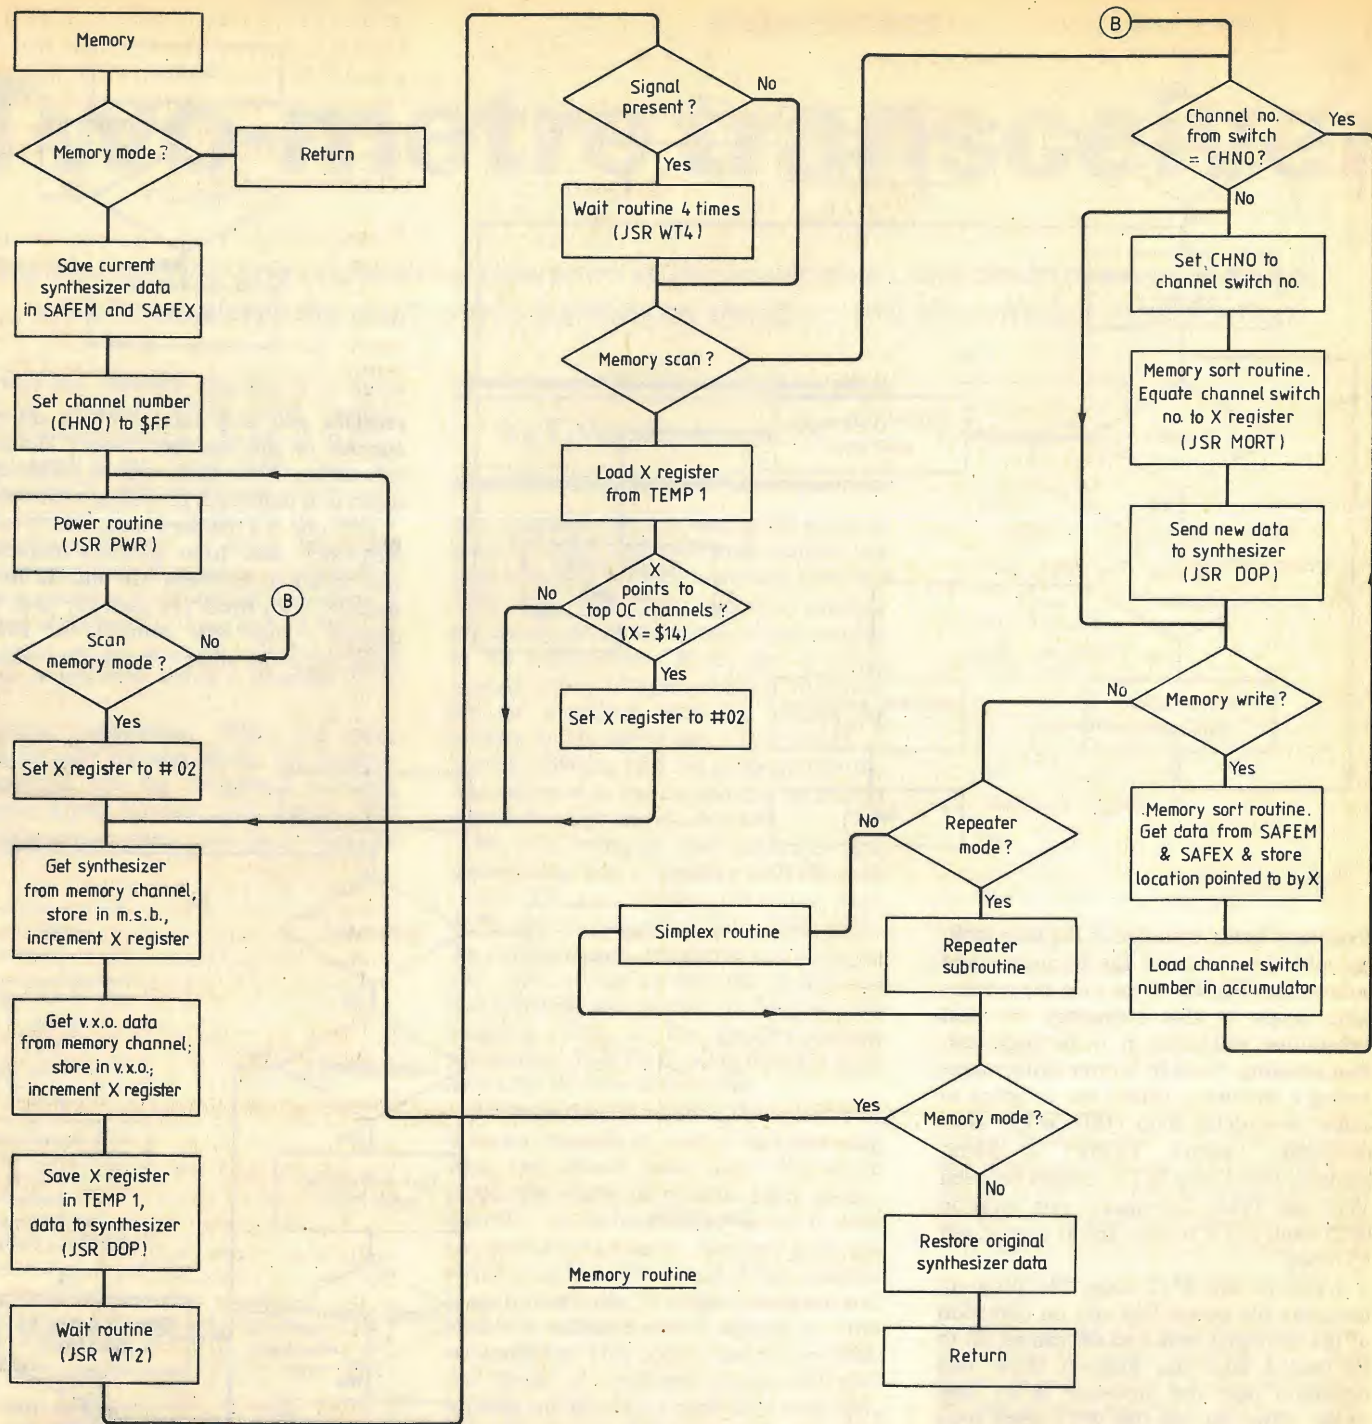 Memory
Memory mode?
Return
Save current
synthesizer data
in SAFEM and SAFEX
Set channel number
(CHNO) to $FF
Power routine
(JSR PWR)
B
Scan
memory mode?
No
Yes
Set X register to #02
Get synthesizer
from memory channel,
store in m.s.b.,
increment X register
Get v.x.o. data
from memory channel;
store in v.x.o.;
increment X register
Save X register
in TEMP 1,
data to synthesizer
(JSR DOP)
Wait routine
(JSR WT2)
Signal
present?
No
Yes
Wait routine 4 times
(JSR WT4)
Memory scan?
Load X register
from TEMP 1
X
points to
top OC channels?
(X=$14)
No
Yes
Set X register to #02
B
Channel no.
from switch
= CHNO?
Yes
No
Set CHNO to
channel switch no.
Memory sort routine.
Equate channel switch
no. to X register
(JSR MORT)
Send new data
to synthesizer
(JSR DOP)
Memory write?
No
Yes
Memory sort routine.
Get data from SAFEM
& SAFEX & store
location pointed to by X
Load channel switch
number in accumulator
Repeater
mode?
No
Yes
Simplex routine
Repeater
subroutine
Memory mode?
Yes
No
Restore original
synthesizer data
Return
Memory routine